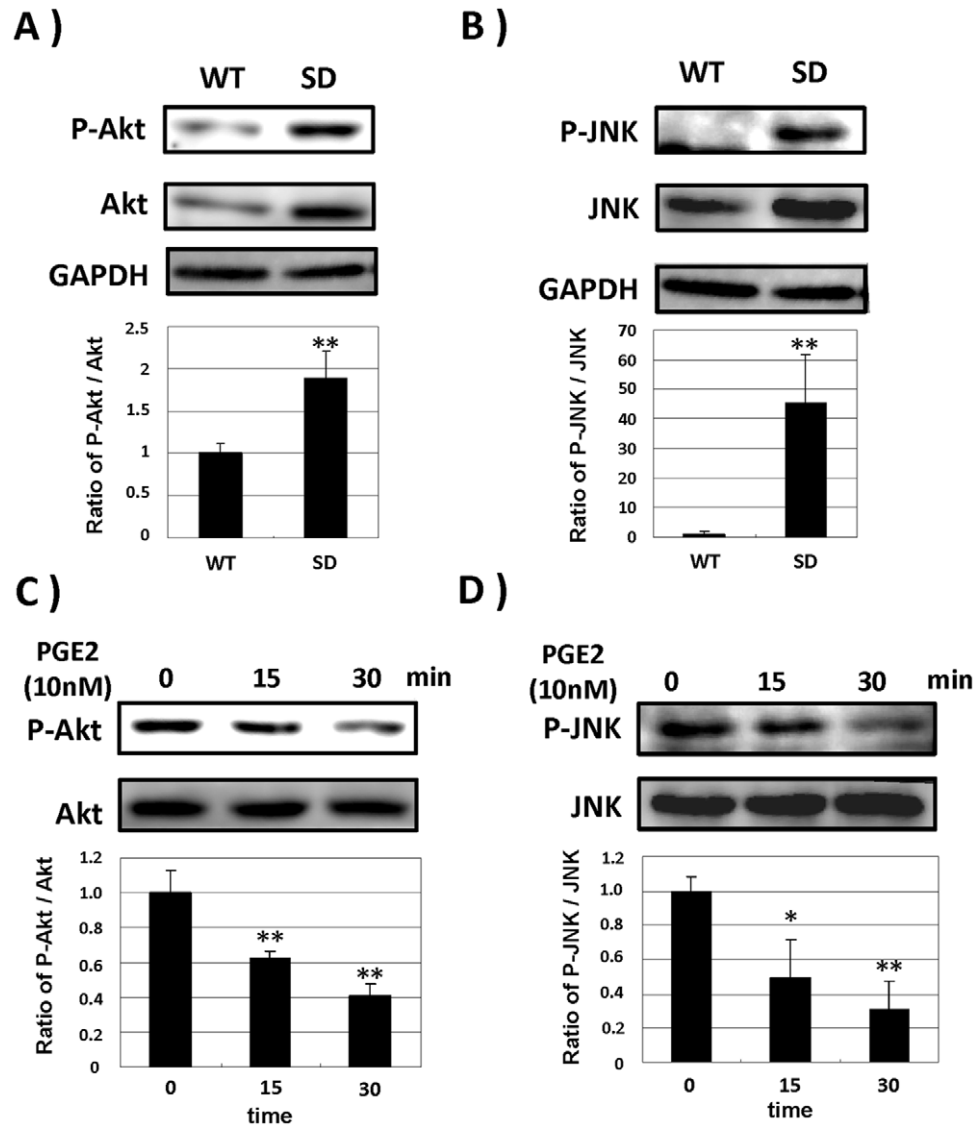 A )
WT SD
P-Akt
Akt
GAPDH
Ratio of P-Akt / Akt
2.5
2
**
1.5
1
0.5
0
WT SD
B )
WT SD
P-JNK
JNK
GAPDH
Ratio of P-JNK / JNK
70
60
**
50
40
30
20
10
0
WT SD
C )
PGE2
(10nM)
0 15 30 min
P-Akt
Akt
Ratio of P-Akt / Akt
1.2
1.0
0.8
** **
0.6
0.4
0.2
0
0 15 30
time
D )
PGE2
(10nM)
0 15 30 min
P-JNK
JNK
Ratio of P-JNK / JNK
1.2
1.0
0.8
* **
0.6
0.4
0.2
0
0 15 30
time